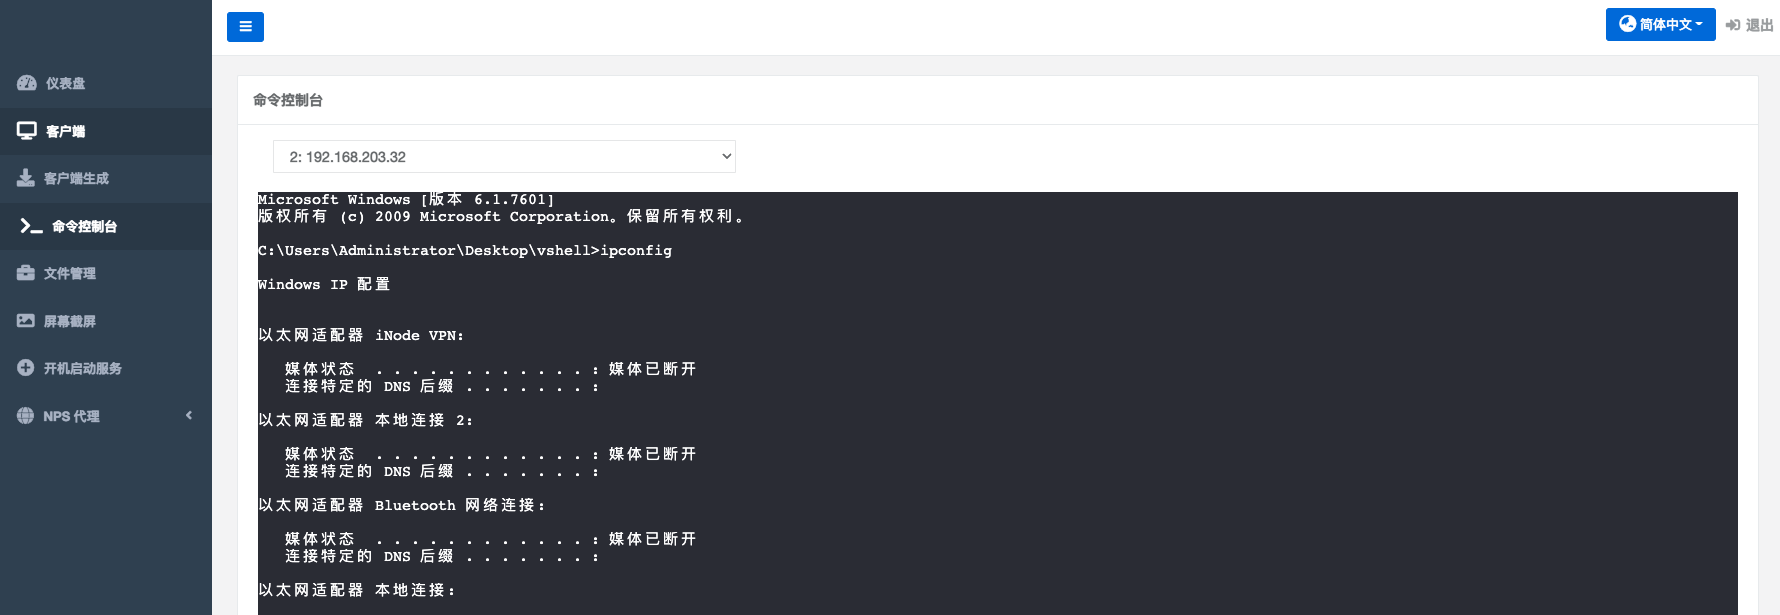 简体中文
退出
仪表盘
客户端
客户端生成
命令控制台
文件管理
屏幕截屏
开机启动服务
NPS 代理
命令控制台
2: 192.168.203.32
Microsoft Windows [版本 6.1.7601]
版权所有 (c) 2009 Microsoft Corporation。保留所有权利。
C:\Users\Administrator\Desktop\vshell>ipconfig
Windows IP 配置
以太网适配器 iNode VPN:
媒体状态  . . . . . . . . . . . . : 媒体已断开
连接特定的 DNS 后缀 . . . . . . . :
以太网适配器 本地连接 2:
媒体状态  . . . . . . . . . . . . : 媒体已断开
连接特定的 DNS 后缀 . . . . . . . :
以太网适配器 Bluetooth 网络连接:
媒体状态  . . . . . . . . . . . . : 媒体已断开
连接特定的 DNS 后缀 . . . . . . . :
以太网适配器 本地连接: